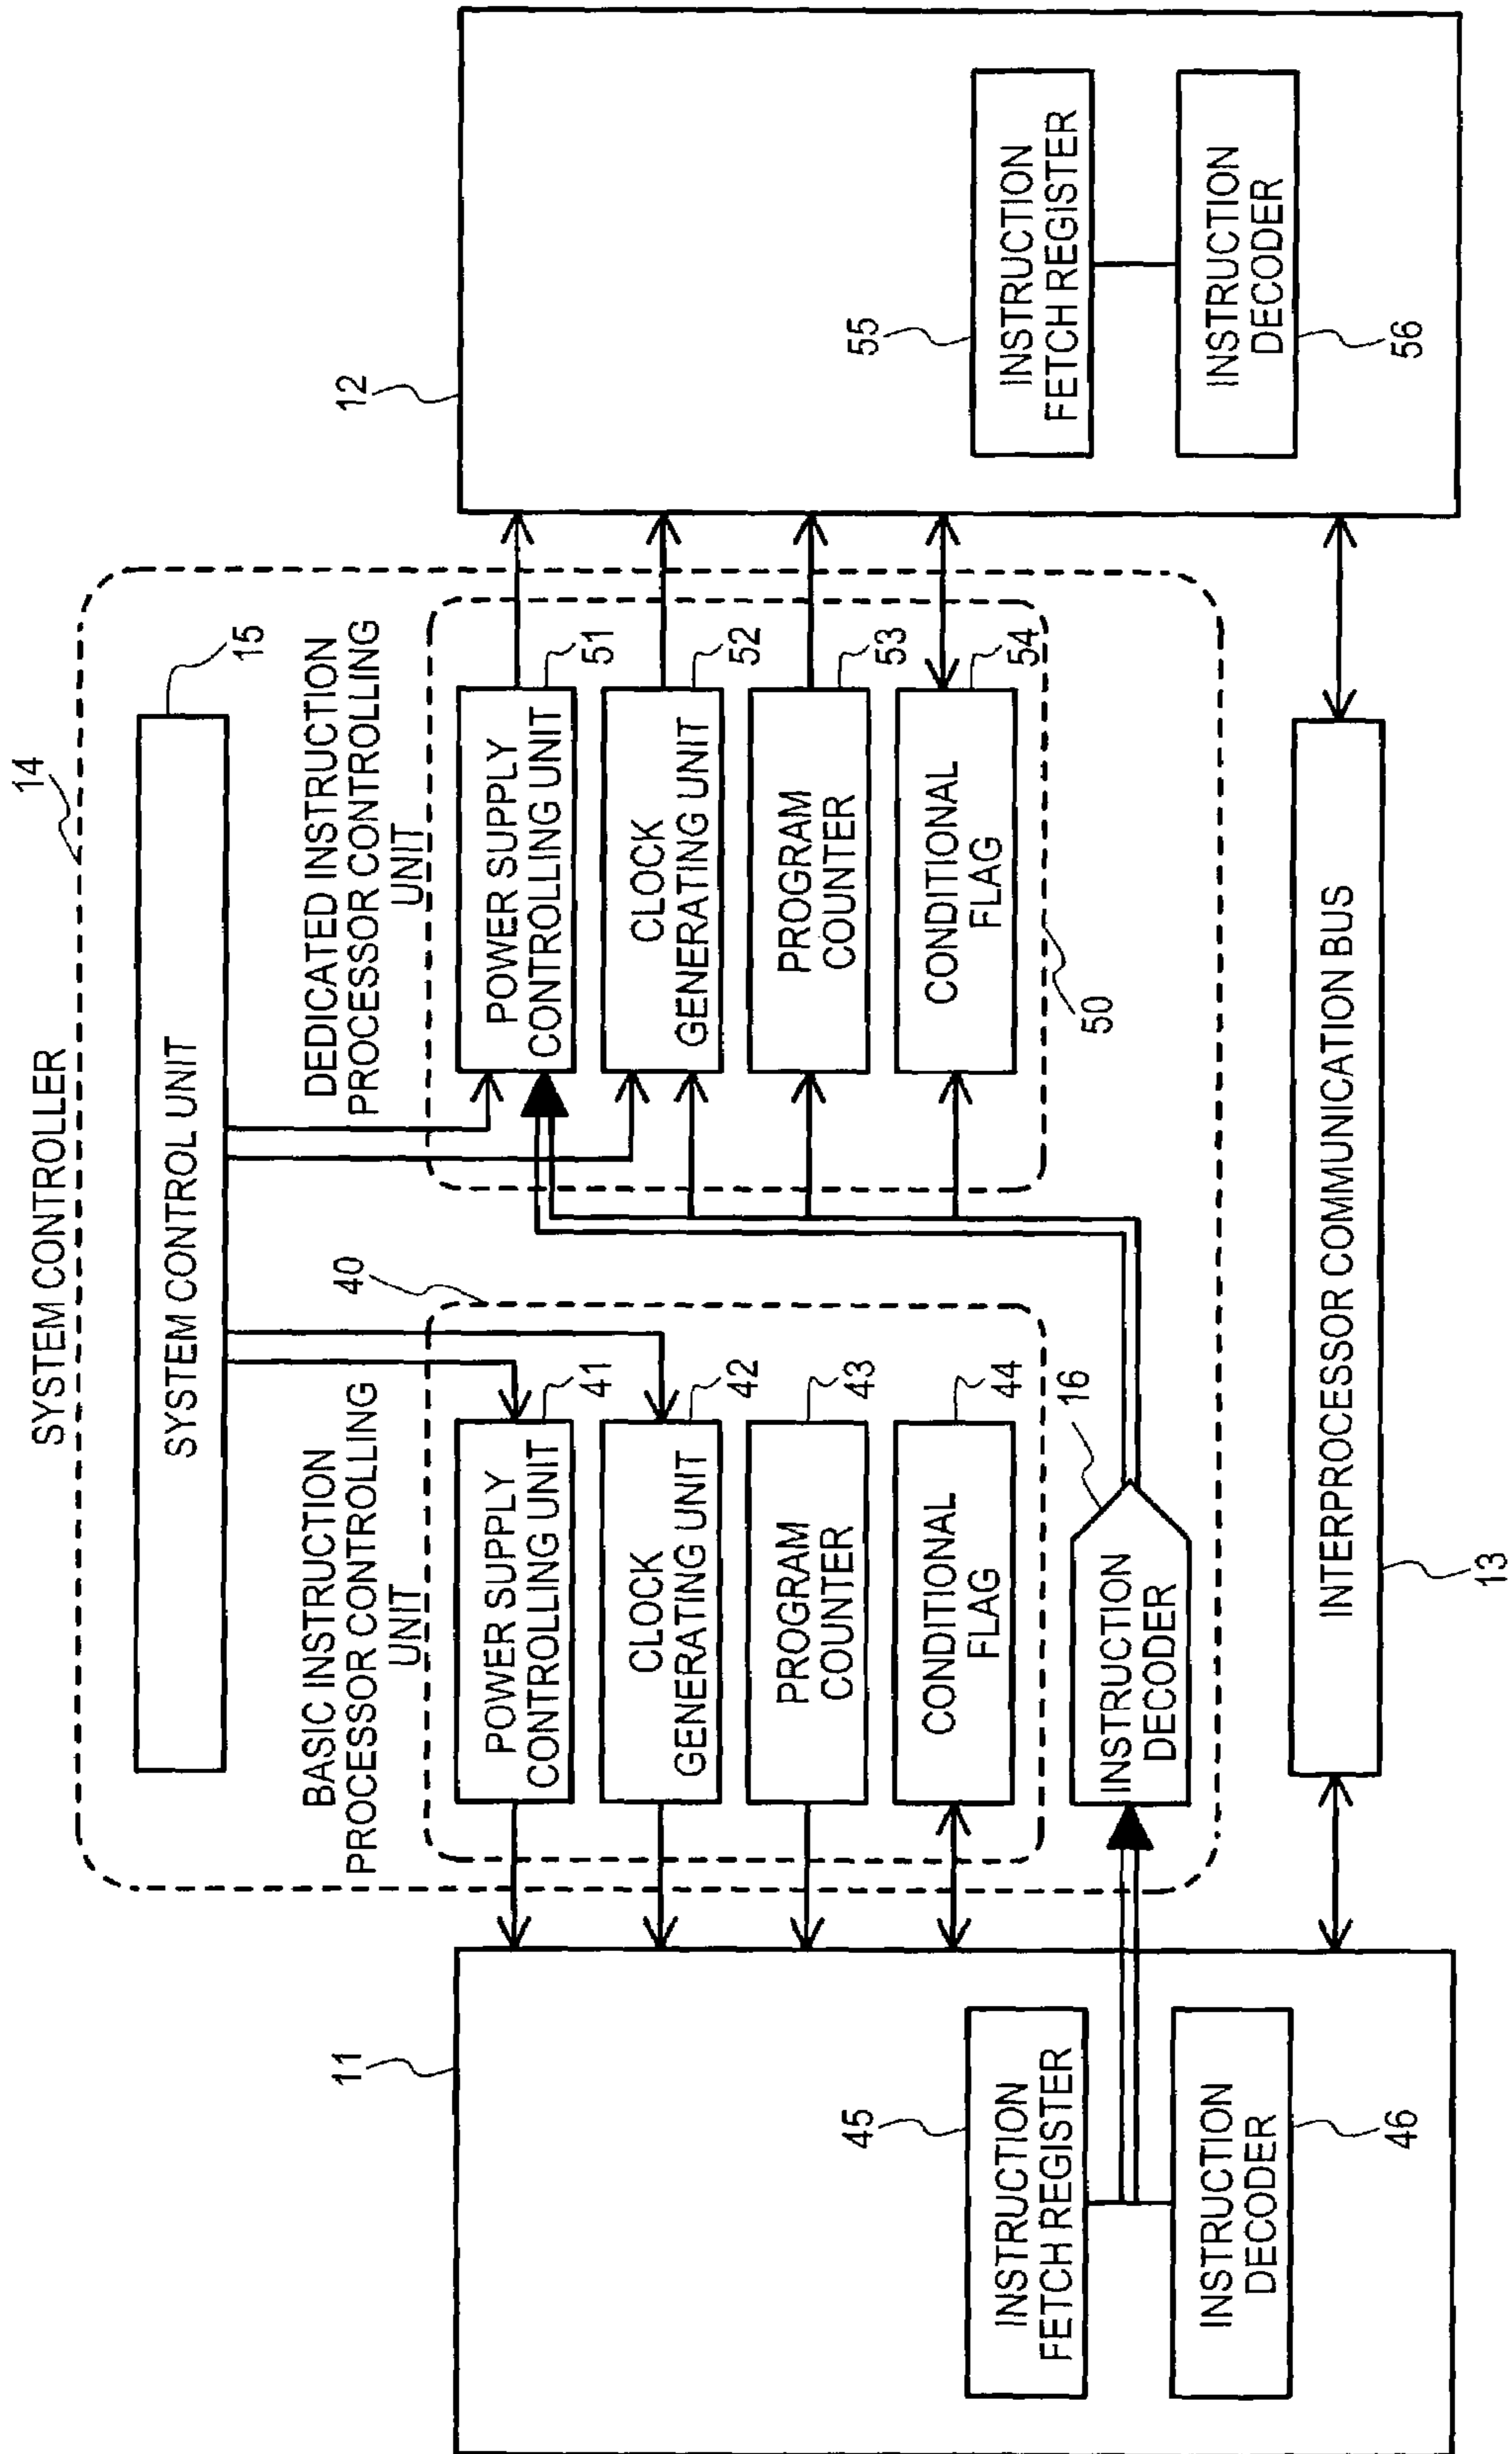 SYSTEM CONTROLLER
14
SYSTEM CONTROL UNIT
15
BASIC INSTRUCTION
PROCESSOR CONTROLLING
UNIT
40
POWER SUPPLY
CONTROLLING UNIT
41
CLOCK
GENERATING UNIT
42
PROGRAM
COUNTER
43
CONDITIONAL
FLAG
44
INSTRUCTION
DECODER
16
DEDICATED INSTRUCTION
PROCESSOR CONTROLLING
UNIT
POWER SUPPLY
CONTROLLING UNIT
51
CLOCK
GENERATING UNIT
52
PROGRAM
COUNTER
53
CONDITIONAL
FLAG
54
50
11
45
INSTRUCTION
FETCH REGISTER
INSTRUCTION
DECODER
46
12
55
INSTRUCTION
FETCH REGISTER
INSTRUCTION
DECODER
56
INTERPROCESSOR COMMUNICATION BUS
13